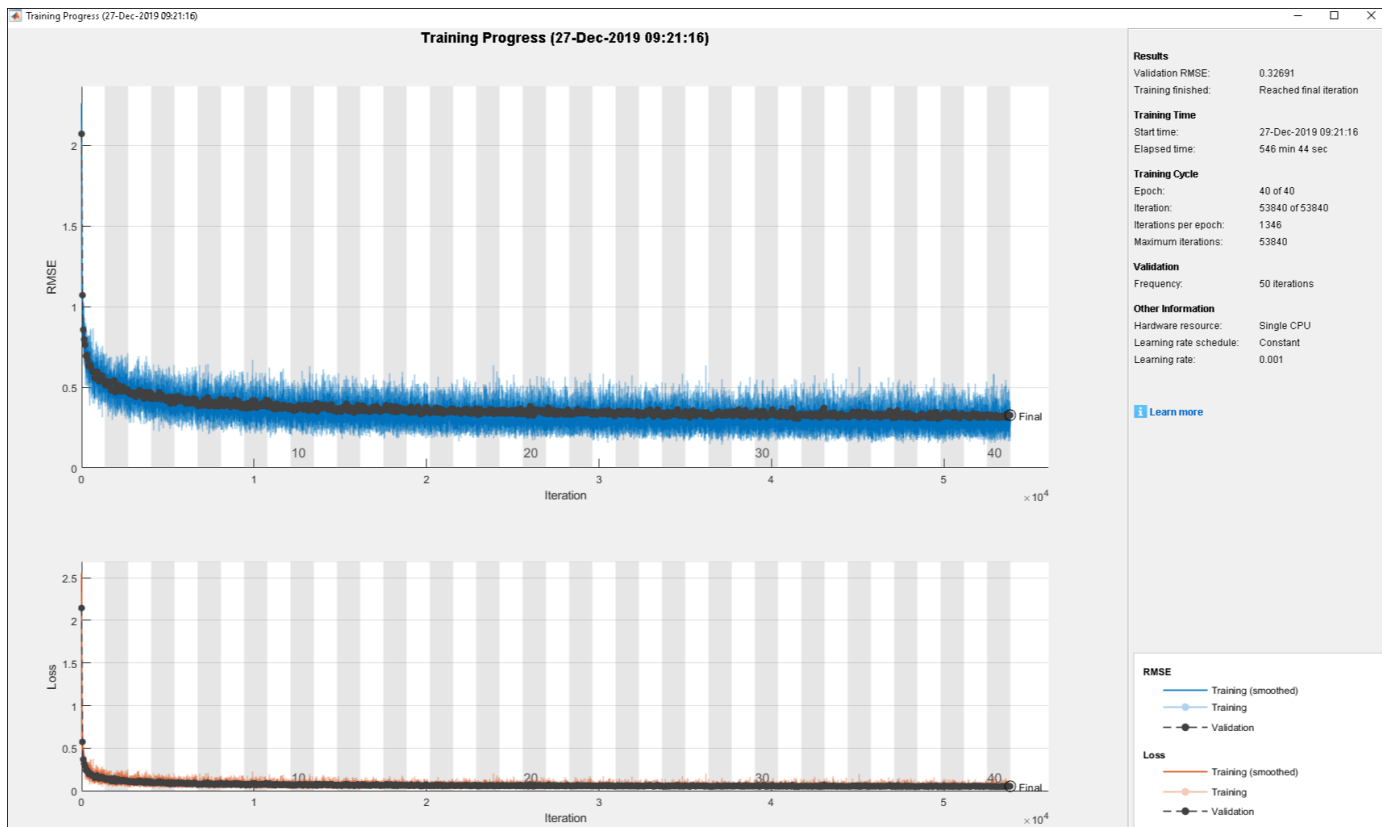 Training Progress (27-Dec-2019 09:21:16)
Training Progress (27-Dec-2019 09:21:16)
RMSE
2
1.5
1
0.5
0
10
20
30
40
Final
0
1
2
3
4
5
Iteration
×10⁴
Loss
2.5
2
1.5
1
0.5
0
10
20
30
40
Final
0
1
2
3
4
5
Iteration
×10⁴
Results
Validation RMSE: 0.32691
Training finished: Reached final iteration
Training Time
Start time: 27-Dec-2019 09:21:16
Elapsed time: 546 min 44 sec
Training Cycle
Epoch: 40 of 40
Iteration: 53840 of 53840
Iterations per epoch: 1346
Maximum iterations: 53840
Validation
Frequency: 50 iterations
Other Information
Hardware resource: Single CPU
Learning rate schedule: Constant
Learning rate: 0.001
i Learn more
RMSE
Training (smoothed)
Training
Validation
Loss
Training (smoothed)
Training
Validation